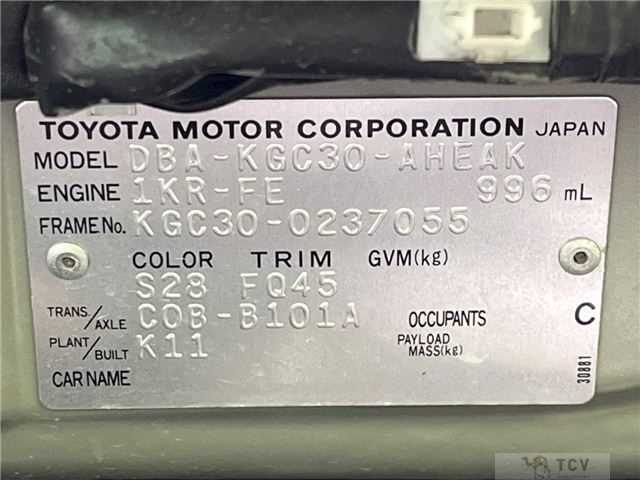 TOYOTA MOTOR CORPORATION JAPAN
MODEL DBA-KGC30-AHEAK
ENGINE 1KR-FE 996 mL
FRAME No. KGC30-0237055
COLOR TRIM GVM(kg)
S28 FQ45
TRANS./AXLE C0B-B101A OCCUPANTS C
PLANT/BUILT K11 PAYLOAD MASS(kg)
CAR NAME
30881
TCV